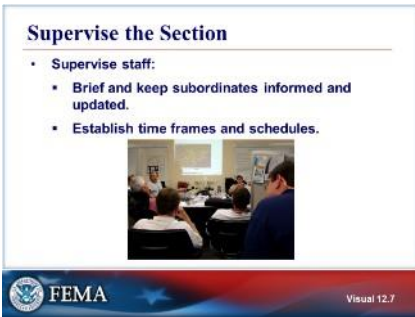 Supervise the Section
• Supervise staff:
▪ Brief and keep subordinates informed and
updated.
▪ Establish time frames and schedules.
FEMA
Visual 12.7